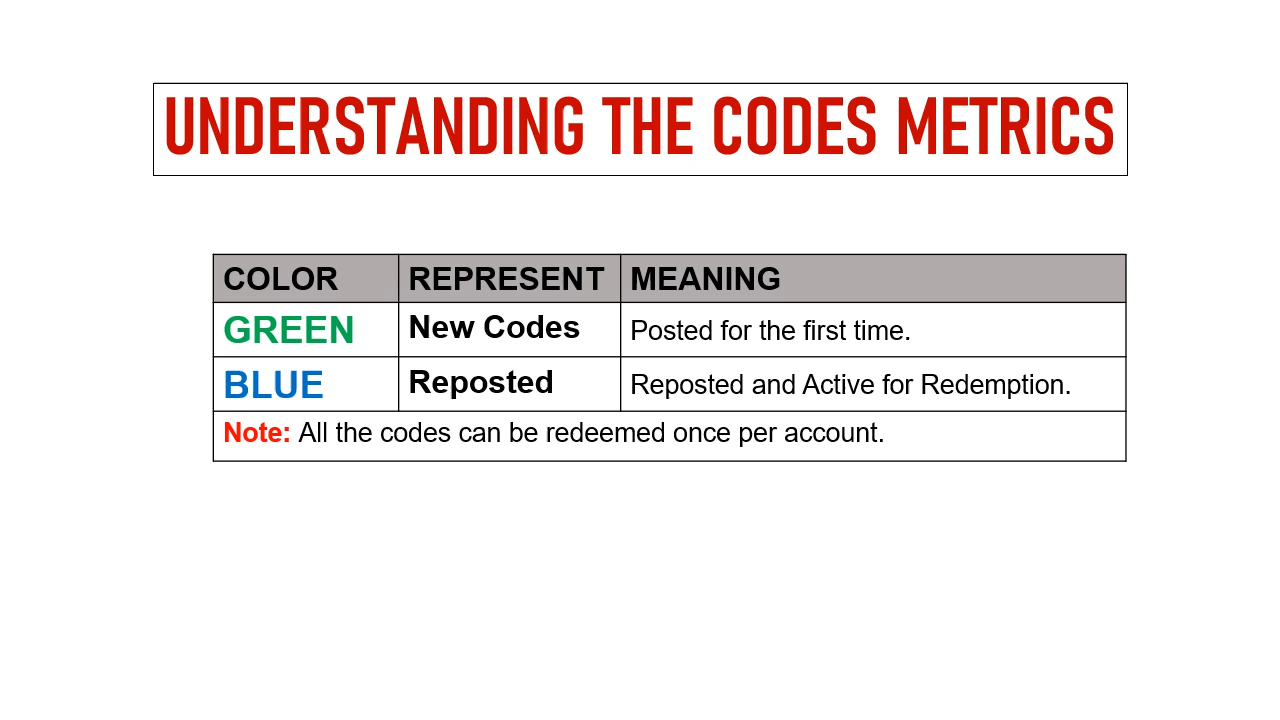 UNDERSTANDING THE CODES METRICS
COLOR REPRESENT MEANING
GREEN New Codes Posted for the first time.
BLUE Reposted Reposted and Active for Redemption.
Note: All the codes can be redeemed once per account.